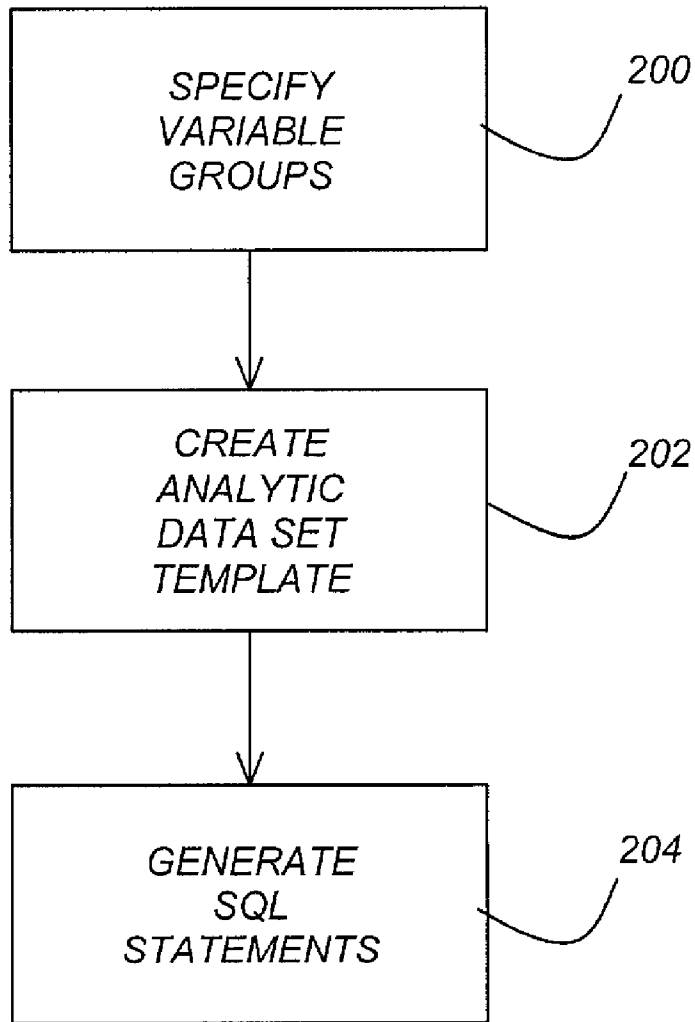 SPECIFY
VARIABLE
GROUPS
200
CREATE
ANALYTIC
DATA SET
TEMPLATE
202
GENERATE
SQL
STATEMENTS
204